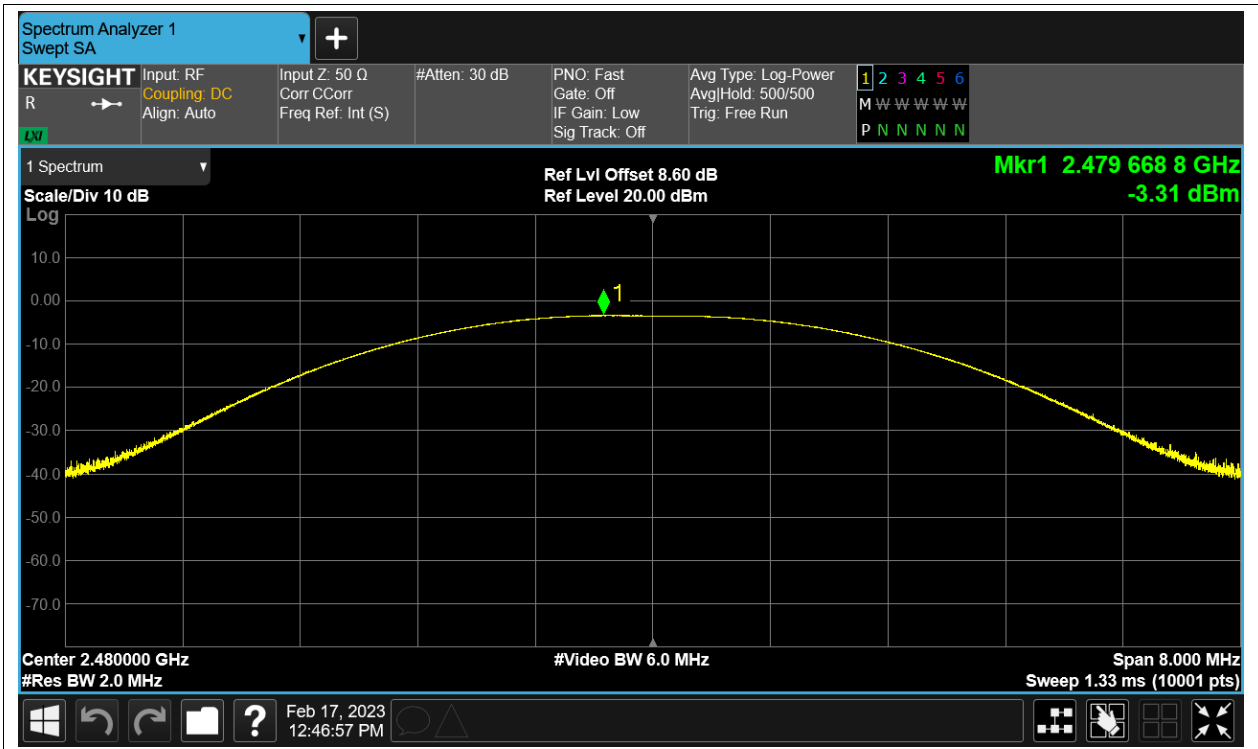 Spectrum Analyzer 1
Swept SA
KEYSIGHT
R
LXI
Input: RF
Coupling: DC
Align: Auto
Input Z: 50 Ω
Corr CCorr
Freq Ref: Int (S)
#Atten: 30 dB
PNO: Fast
Gate: Off
IF Gain: Low
Sig Track: Off
Avg Type: Log-Power
Avg|Hold: 500/500
Trig: Free Run
1 2 3 4 5 6
M W W W W W W
P N N N N N N
1 Spectrum
Scale/Div 10 dB
Log
Ref Lvl Offset 8.60 dB
Ref Level 20.00 dBm
Mkr1 2.479 668 8 GHz
-3.31 dBm
10.0
0.00
-10.0
-20.0
-30.0
-40.0
-50.0
-60.0
-70.0
1
Center 2.480000 GHz
#Res BW 2.0 MHz
#Video BW 6.0 MHz
Span 8.000 MHz
Sweep 1.33 ms (10001 pts)
?
Feb 17, 2023
12:46:57 PM